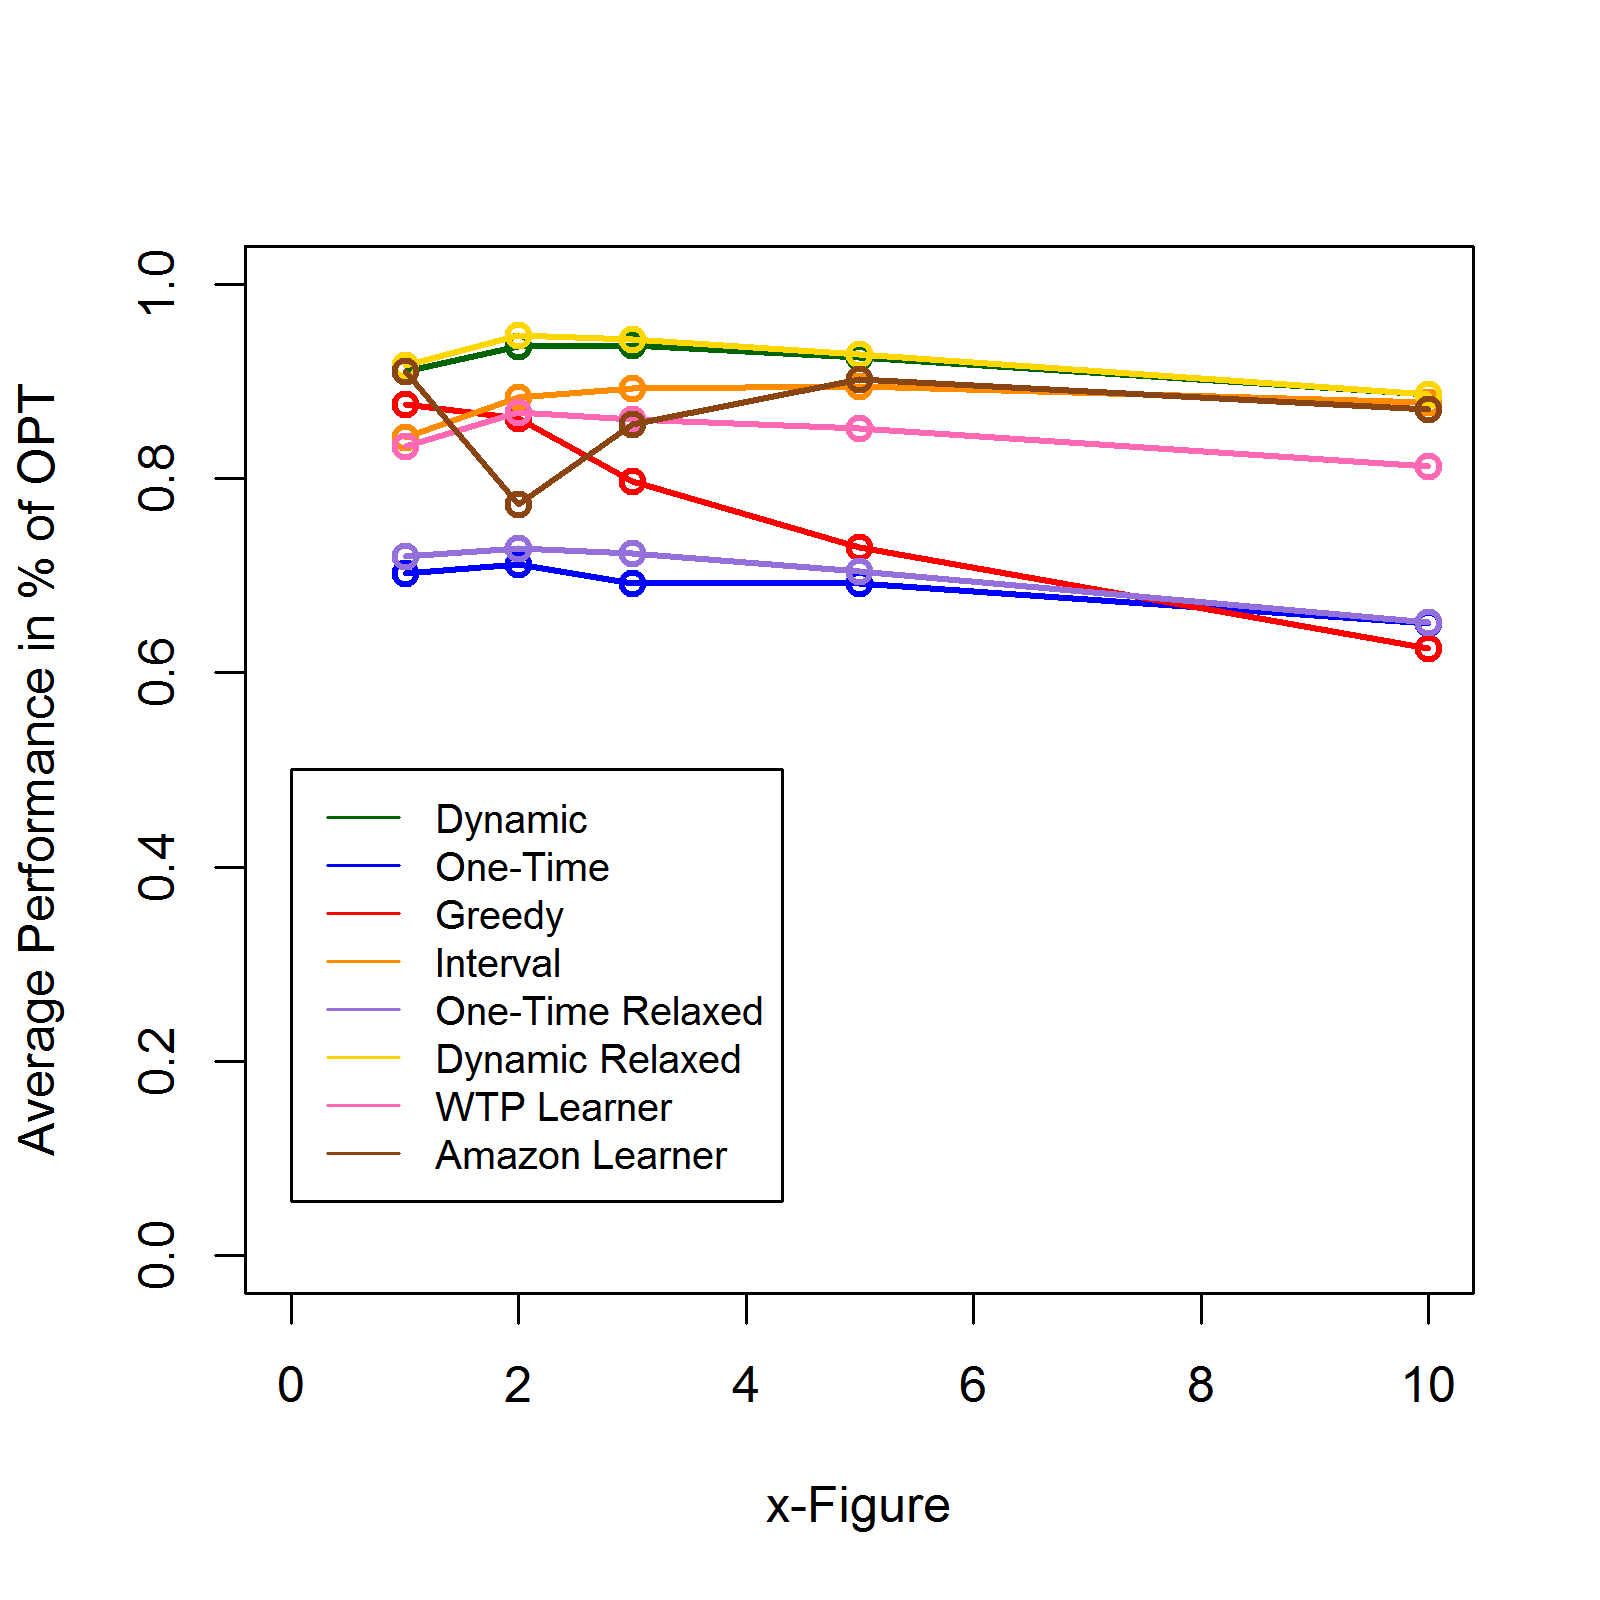 Average Performance in % of OPT
1.0
0.8
0.6
0.4
0.2
0.0
Dynamic
One-Time
Greedy
Interval
One-Time Relaxed
Dynamic Relaxed
WTP Learner
Amazon Learner
0 2 4 6 8 10
x-Figure